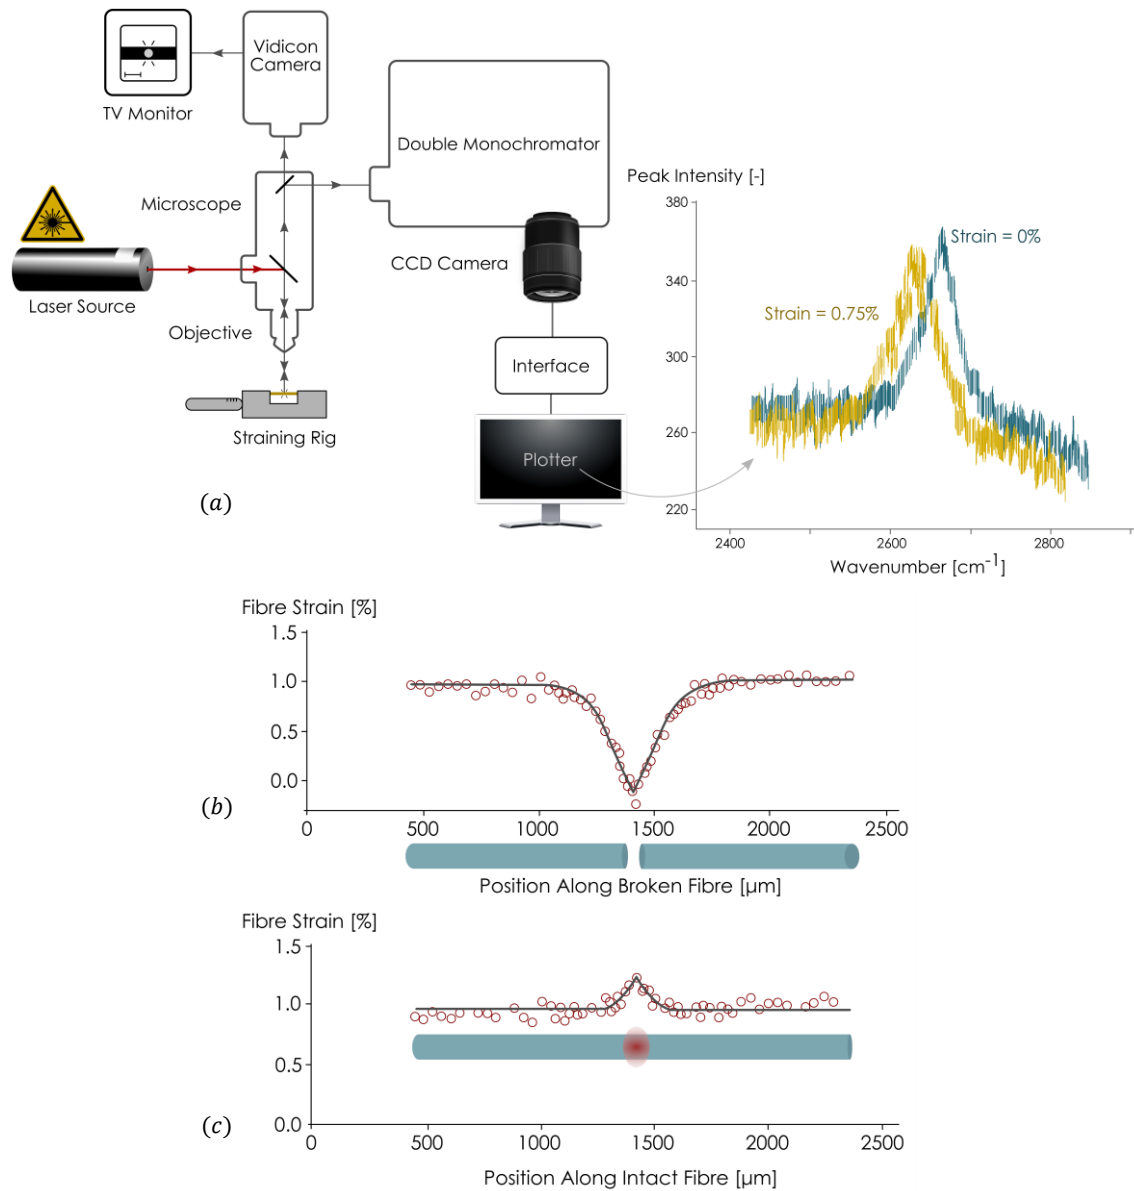 TV Monitor
Vidicon
Camera
Double Monochromator
Microscope
Laser Source
Objective
CCD Camera
Interface
Straining Rig
Plotter
(a)
Peak Intensity [-]
380
340
300
260
220
Strain = 0%
Strain = 0.75%
2400
2600
2800
Wavenumber [cm-1]
Fibre Strain [%]
1.5
1.0
0.5
0.0
(b)
0
500
1000
1500
2000
2500
Position Along Broken Fibre [µm]
Fibre Strain [%]
1.5
1.0
0.5
0.0
(c)
0
500
1000
1500
2000
2500
Position Along Intact Fibre [µm]